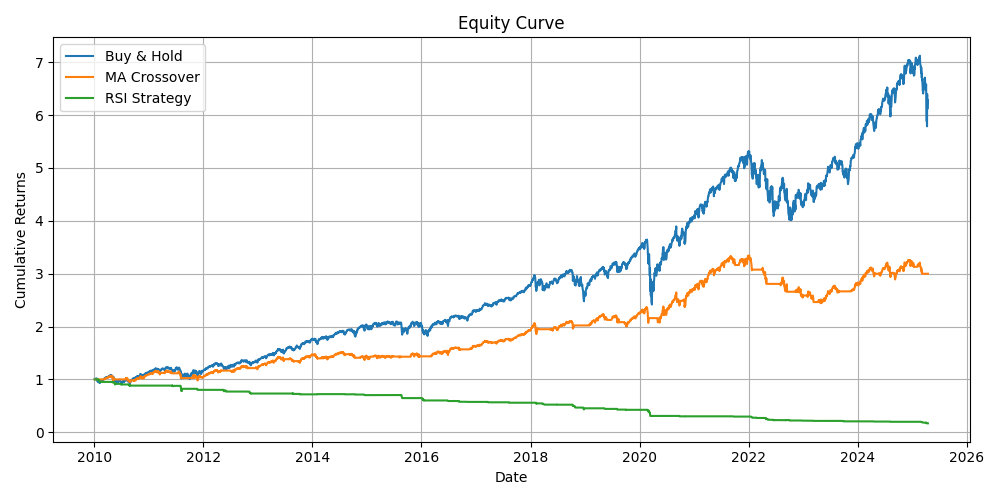 Equity Curve
Buy & Hold
MA Crossover
RSI Strategy
Cumulative Returns
7
6
5
4
3
2
1
0
2010 2012 2014 2016 2018 2020 2022 2024 2026
Date